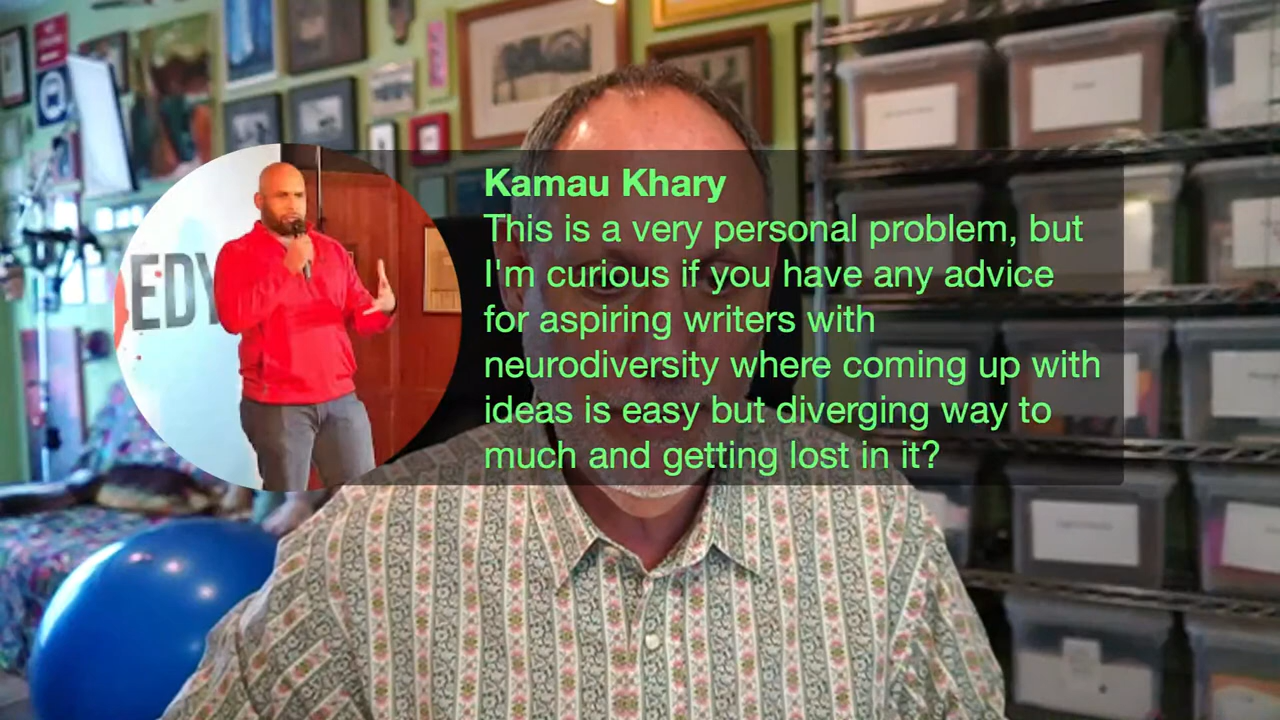 Kamau Khary
This is a very personal problem, but
I'm curious if you have any advice
for aspiring writers with
neurodiversity where coming up with
ideas is easy but diverging way to
much and getting lost in it?
EDY